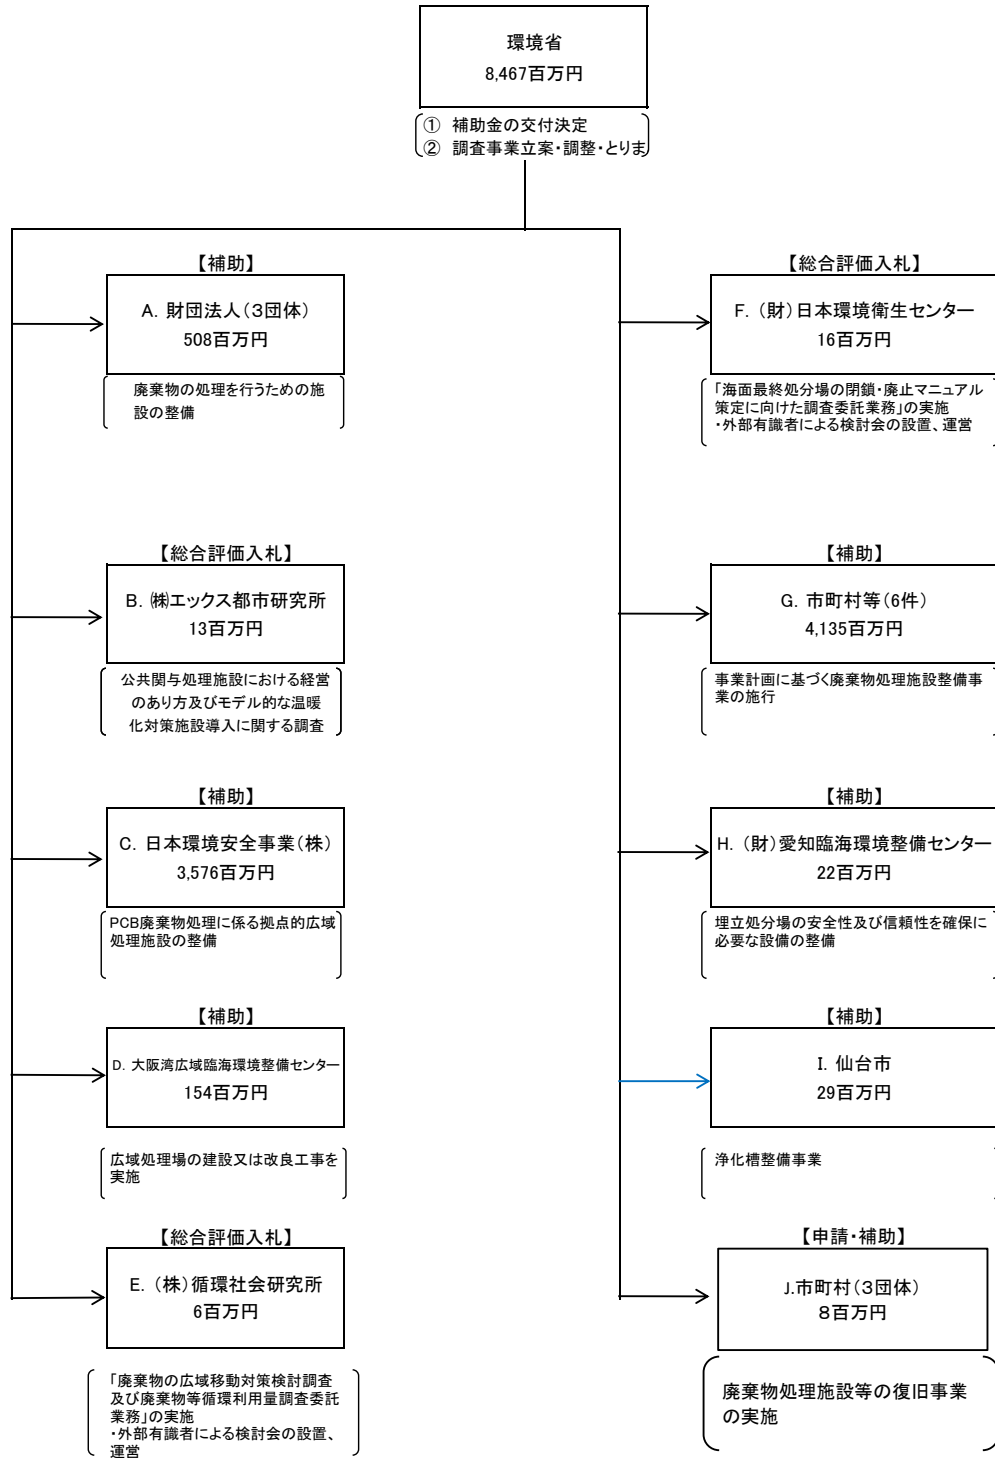 環境省
8,467百万円
① 補助金の交付決定
② 調査事業立案・調整・とりま
【補助】
A. 財団法人(3団体)
508百万円
廃棄物の処理を行うための施
設の整備
【総合評価入札】
B. ㈱エックス都市研究所
13百万円
公共関与処理施設における経営
のあり方及びモデル的な温暖
化対策施設導入に関する調査
【補助】
C. 日本環境安全事業(株)
3,576百万円
PCB廃棄物処理に係る拠点的広域
処理施設の整備
【補助】
D. 大阪湾広域臨海環境整備センター
154百万円
広域処理場の建設又は改良工事を
実施
【総合評価入札】
E. (株)循環社会研究所
6百万円
「廃棄物の広域移動対策検討調査
及び廃棄物等循環利用量調査委託
業務」の実施
・外部有識者による検討会の設置、
運営
【総合評価入札】
F. (財)日本環境衛生センター
16百万円
「海面最終処分場の閉鎖・廃止マニュアル
策定に向けた調査委託業務」の実施
・外部有識者による検討会の設置、運営
【補助】
G. 市町村等(6件)
4,135百万円
事業計画に基づく廃棄物処理施設整備事
業の施行
【補助】
H. (財)愛知臨海環境整備センター
22百万円
埋立処分場の安全性及び信頼性を確保に
必要な設備の整備
【補助】
I. 仙台市
29百万円
浄化槽整備事業
【申請・補助】
J.市町村(3団体)
8百万円
廃棄物処理施設等の復旧事業
の実施